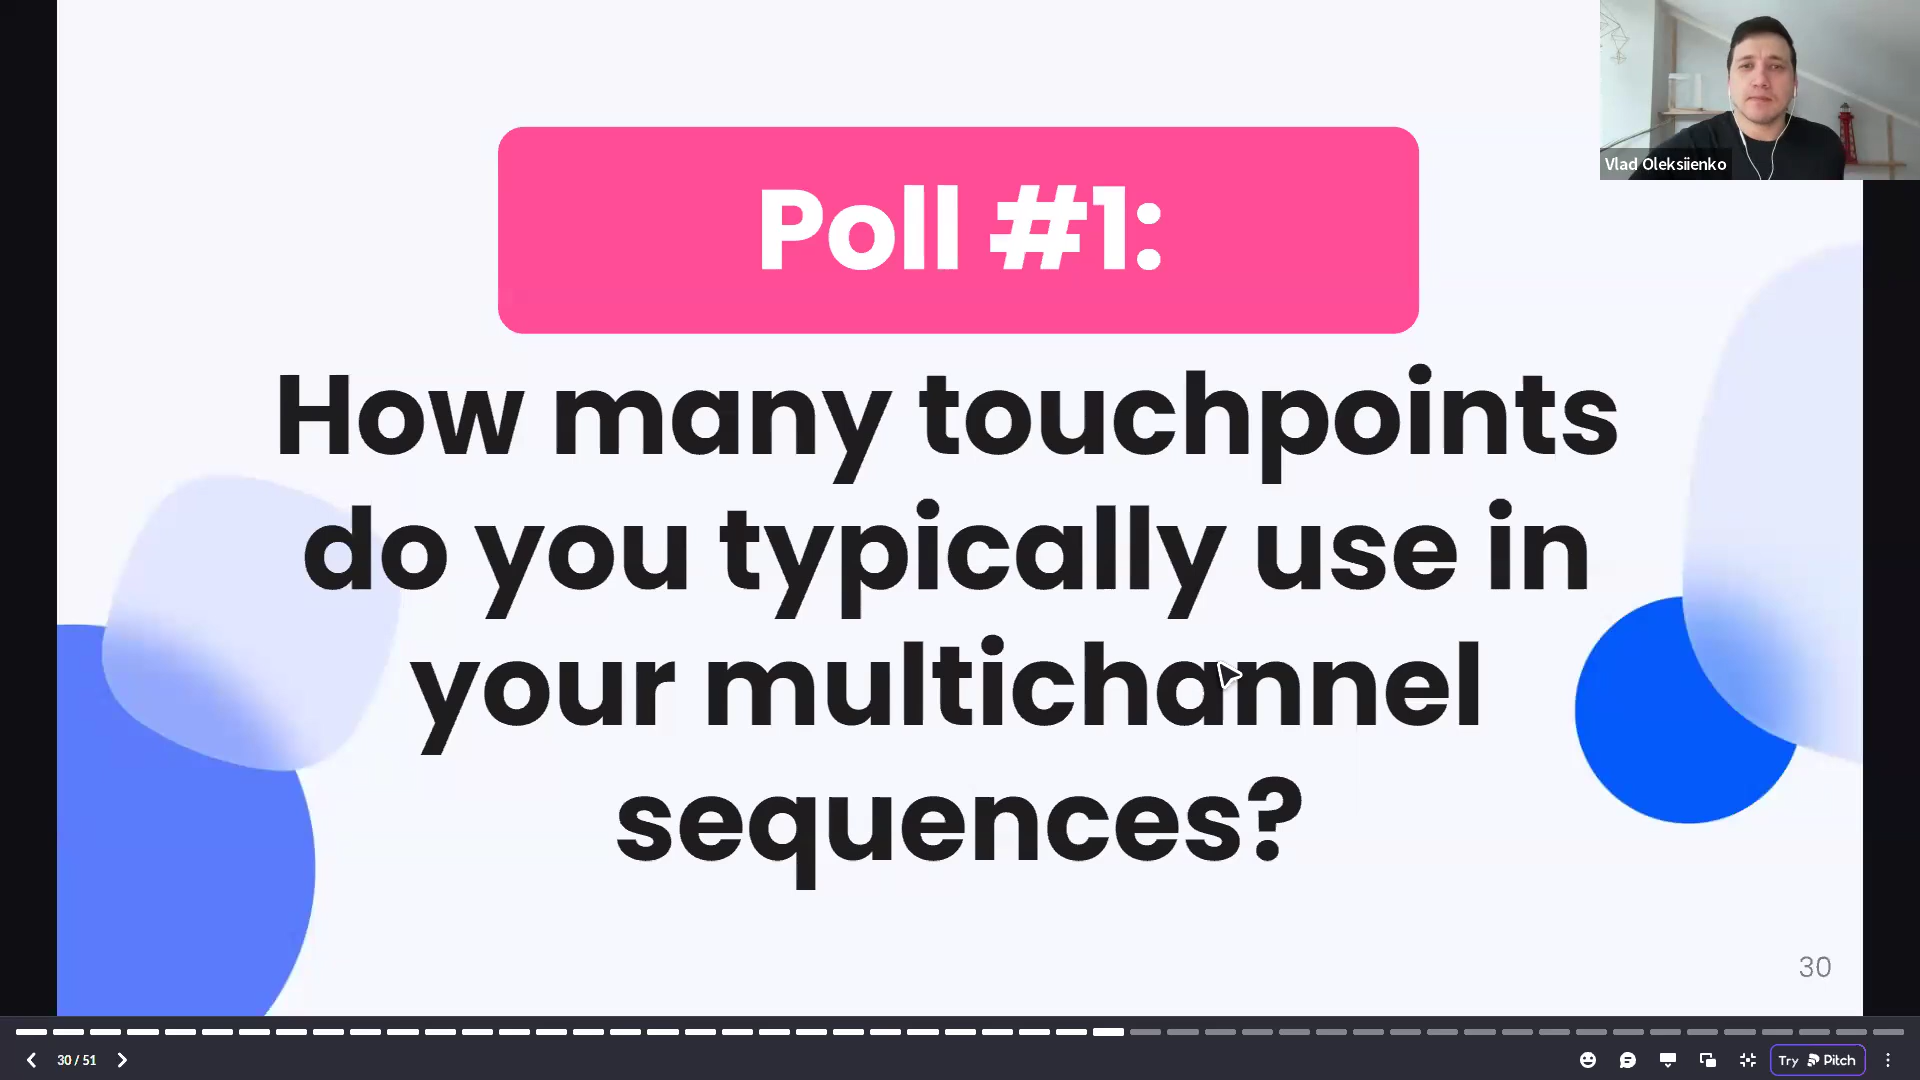 Poll #1:
How many touchpoints
do you typically use in
your multichannel
sequences?
Vlad Oleksiienko
30
30 / 51
Try Pitch